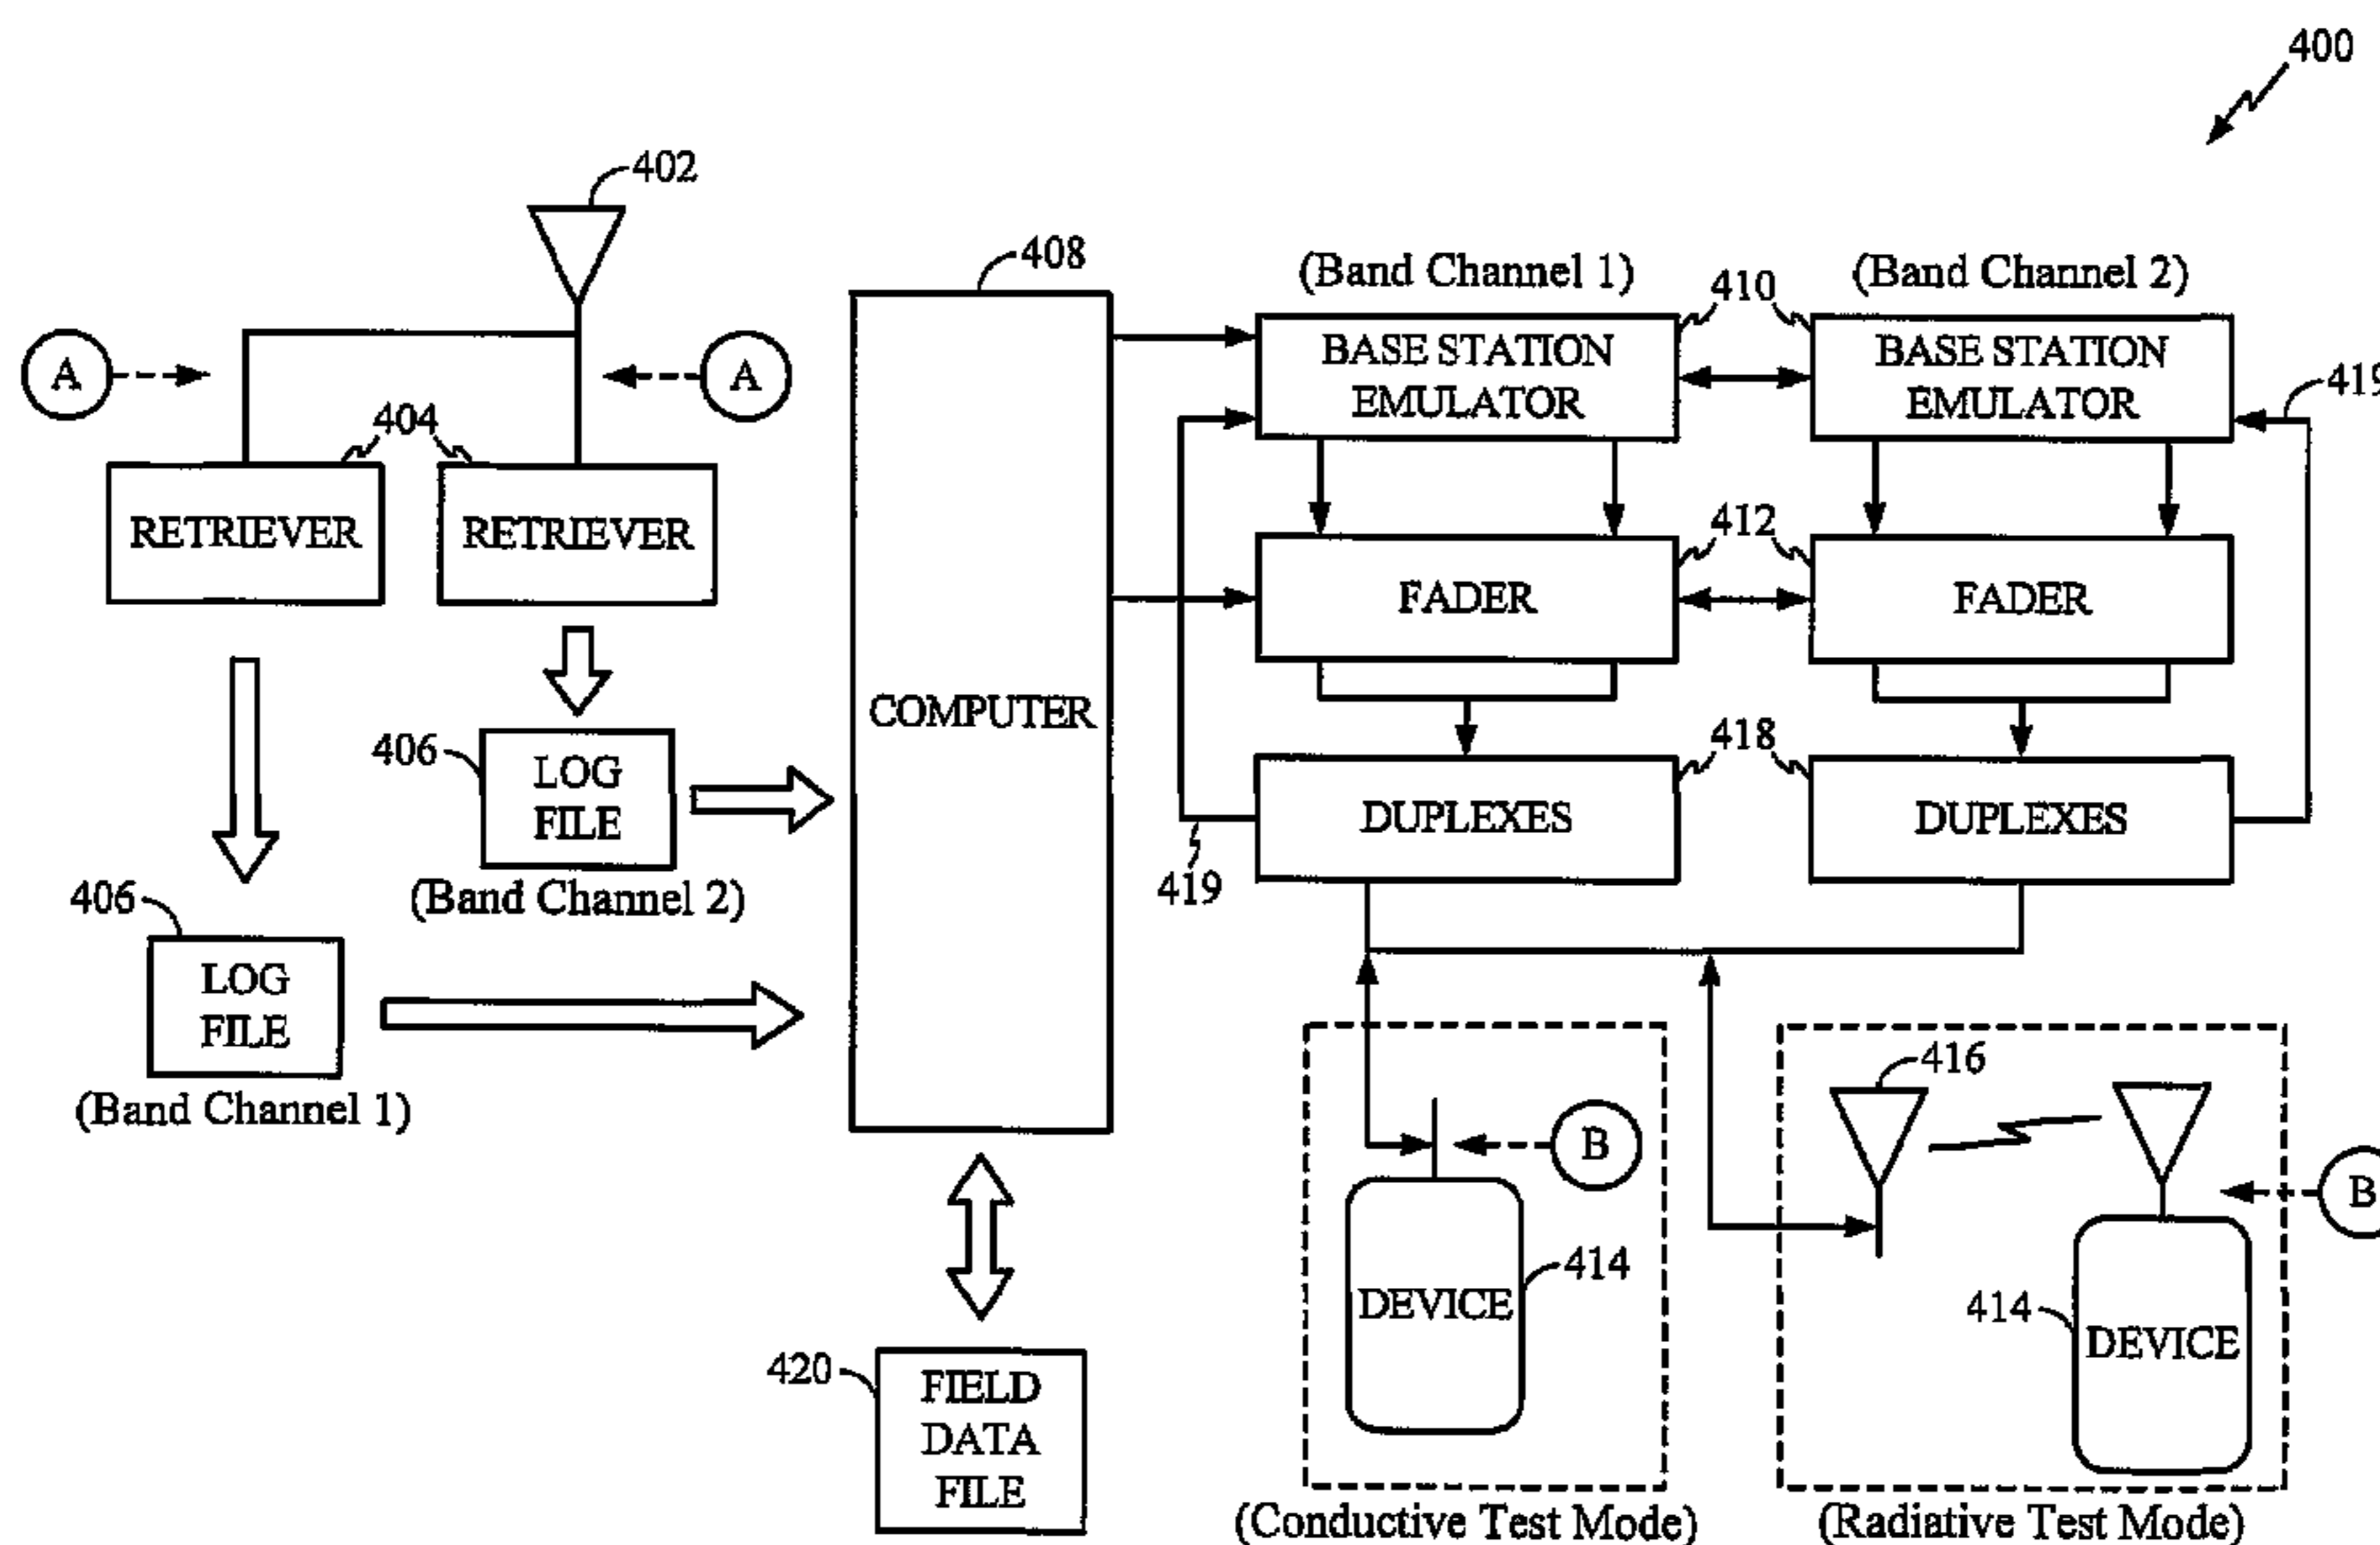 400
402
408
(Band Channel 1)
410
(Band Channel 2)
A
A
404
BASE STATION
EMULATOR
BASE STATION
EMULATOR
419
RETRIEVER
RETRIEVER
412
FADER
FADER
COMPUTER
406
LOG
FILE
(Band Channel 2)
418
DUPLEXES
DUPLEXES
419
406
LOG
FILE
(Band Channel 1)
416
B
B
DEVICE
414
414
DEVICE
420
FIELD
DATA
FILE
(Conductive Test Mode)
(Radiative Test Mode)